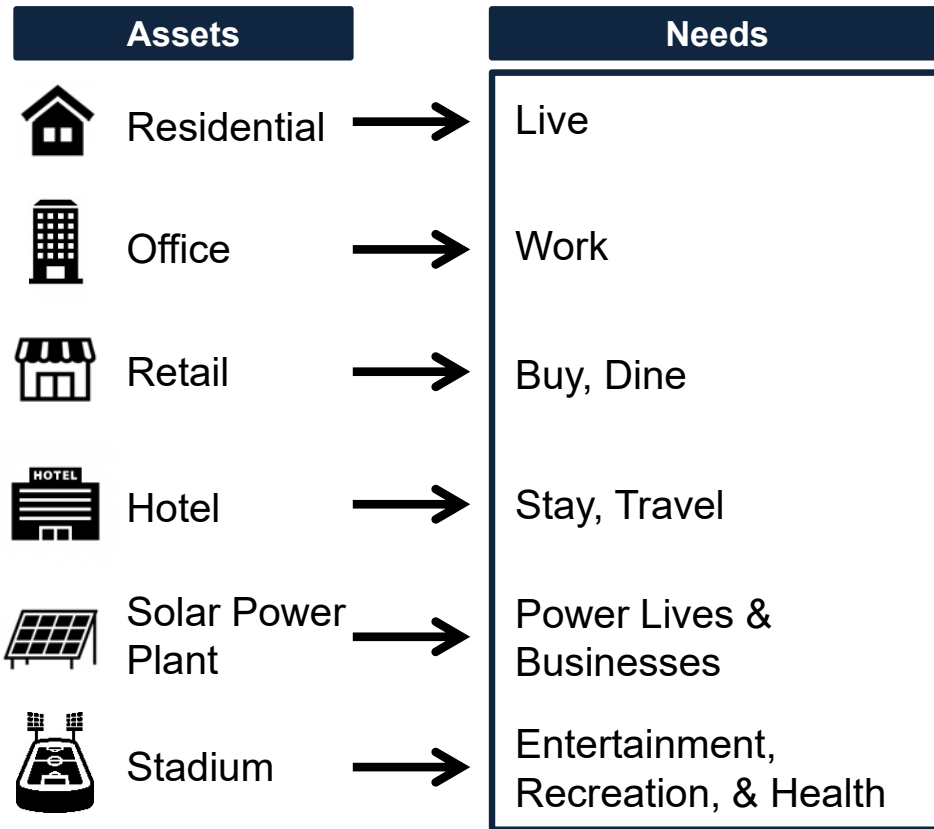 Assets
Needs
Residential
Live
Office
Work
Retail
Buy, Dine
HOTEL
Hotel
Stay, Travel
Solar Power
Plant
Power Lives &
Businesses
Stadium
Entertainment,
Recreation, & Health